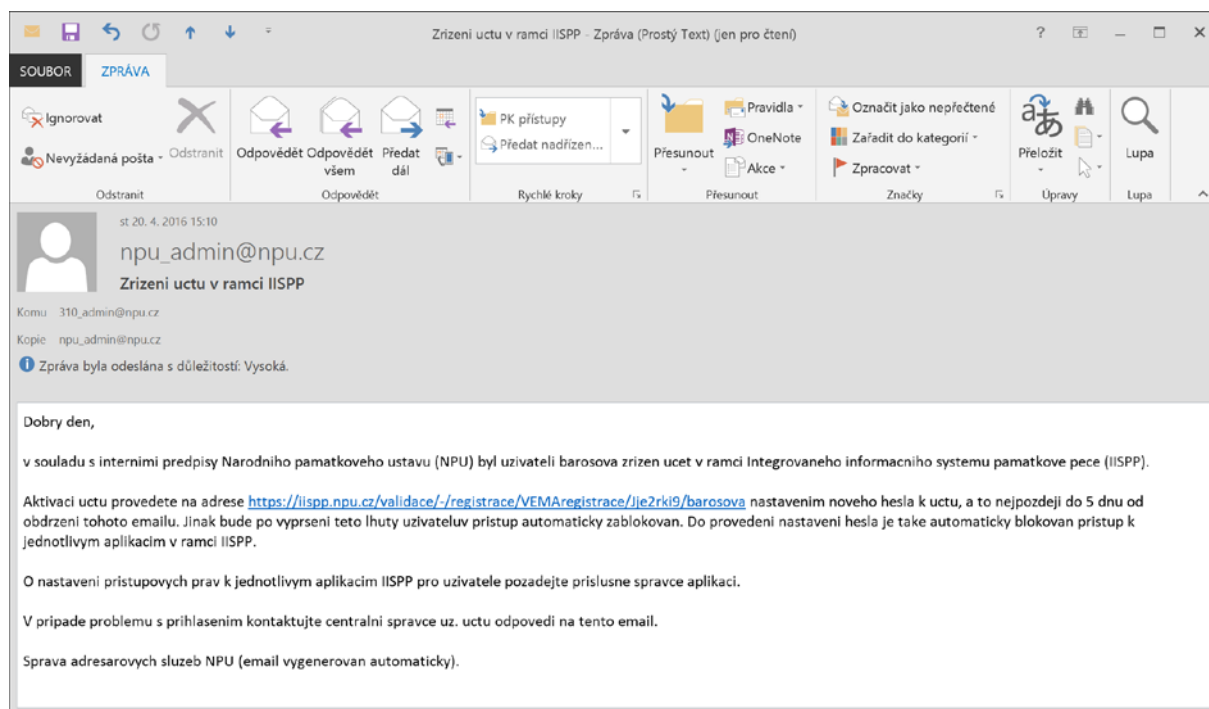 Zrizeni uctu v ramci IISPP - Zpráva (Prostý Text) (jen pro čtení)
?
SOUBOR ZPRÁVA
Ignorovat
Nevyžádaná pošta
Odstranit
Odstranit
Odpovědět Odpovědět všem Předat dál
Odpovědět
PK přístupy
Předat nadřízen...
Rychlé kroky
Přesunout
Pravidla
OneNote
Akce
Přesunout
Označit jako nepřečtené
Zařadit do kategorií
Zpracovat
Značky
Přeložit
Úpravy
Lupa
Lupa
st 20. 4. 2016 15:10
npu_admin@npu.cz
Zrizeni uctu v ramci IISPP
Komu 310_admin@npu.cz
Kopie npu_admin@npu.cz
Zpráva byla odeslána s důležitostí: Vysoká.
Dobry den,
v souladu s internimi predpisy Narodniho pamatkoveho ustavu (NPU) byl uzivateli barosova zrizen ucet v ramci Integrovaneho informacniho systemu pamatkove pece (IISPP).
Aktivaci uctu provedete na adrese https://iispp.npu.cz/validace/-/registrace/VEMAregistrace/Jje2rki9/barosova nastavenim noveho hesla k uctu, a to nejpozdeji do 5 dnu od
obdrzeni tohoto emailu. Jinak bude po vyprseni teto lhuty uzivateluv pristup automaticky zablokovan. Do provedeni nastaveni hesla je take automaticky blokovan pristup k
jednotlivym aplikacim v ramci IISPP.
O nastaveni pristupovych prav k jednotlivym aplikacim IISPP pro uzivatele pozadejte prislusne spravce aplikaci.
V pripade problemu s prihlasenim kontaktujte centralni spravce uz. uctu odpovedi na tento email.
Sprava adresarovych sluzeb NPU (email vygenerovan automaticky).